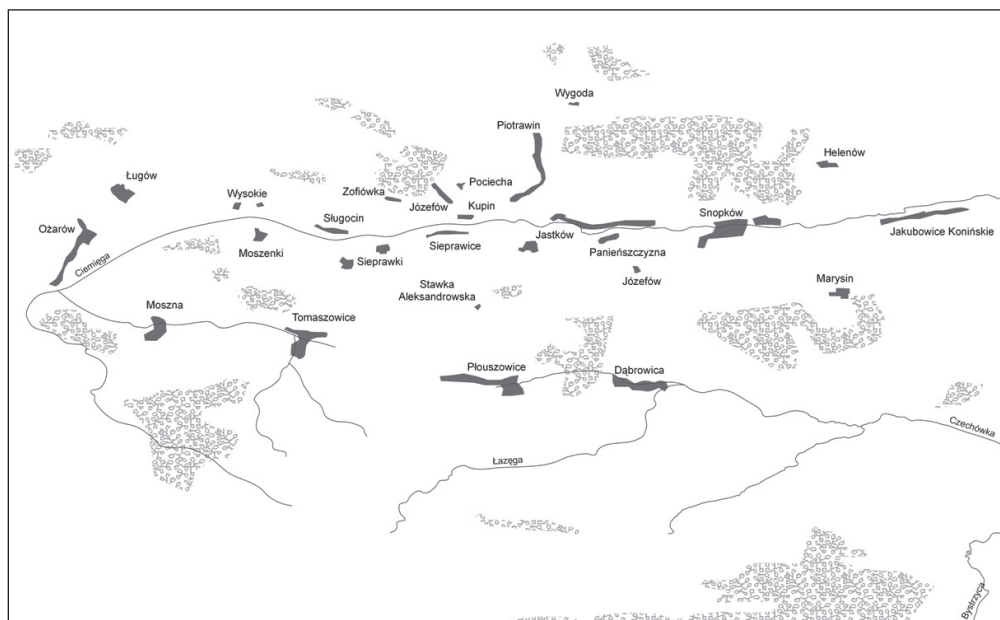 Wygoda
Piotrawin
Helenów
Ługów
Pociecha
Wysokie
Zofiówka
Józefów
Kupin
Sługocin
Snopków
Ożarów
Jakubowice Konińskie
Moszenki
Sieprawice
Jastków
Panieńszczyzna
Ciemięga
Sieprawki
Józefów
Marysin
Stawka
Aleksandrowska
Moszna
Tomaszowice
Płouszowice
Dąbrowica
Czechówka
Łazęga
Bystrzyca